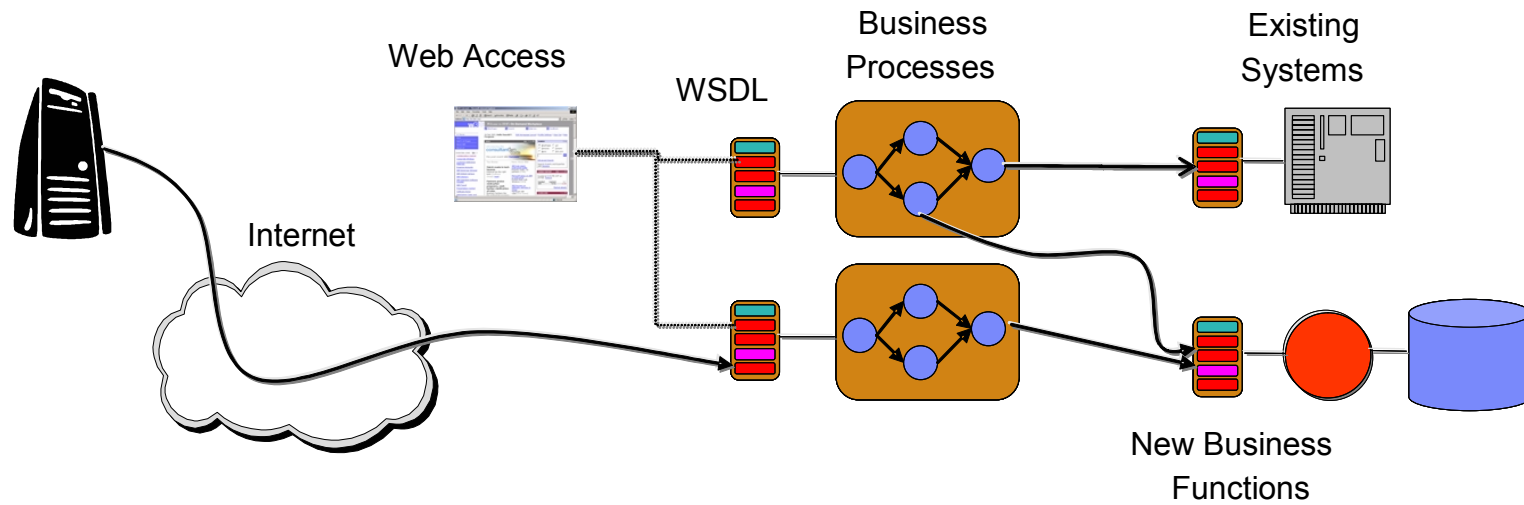 Business
Processes
Existing
Systems
Web Access
WSDL
Internet
New Business
Functions